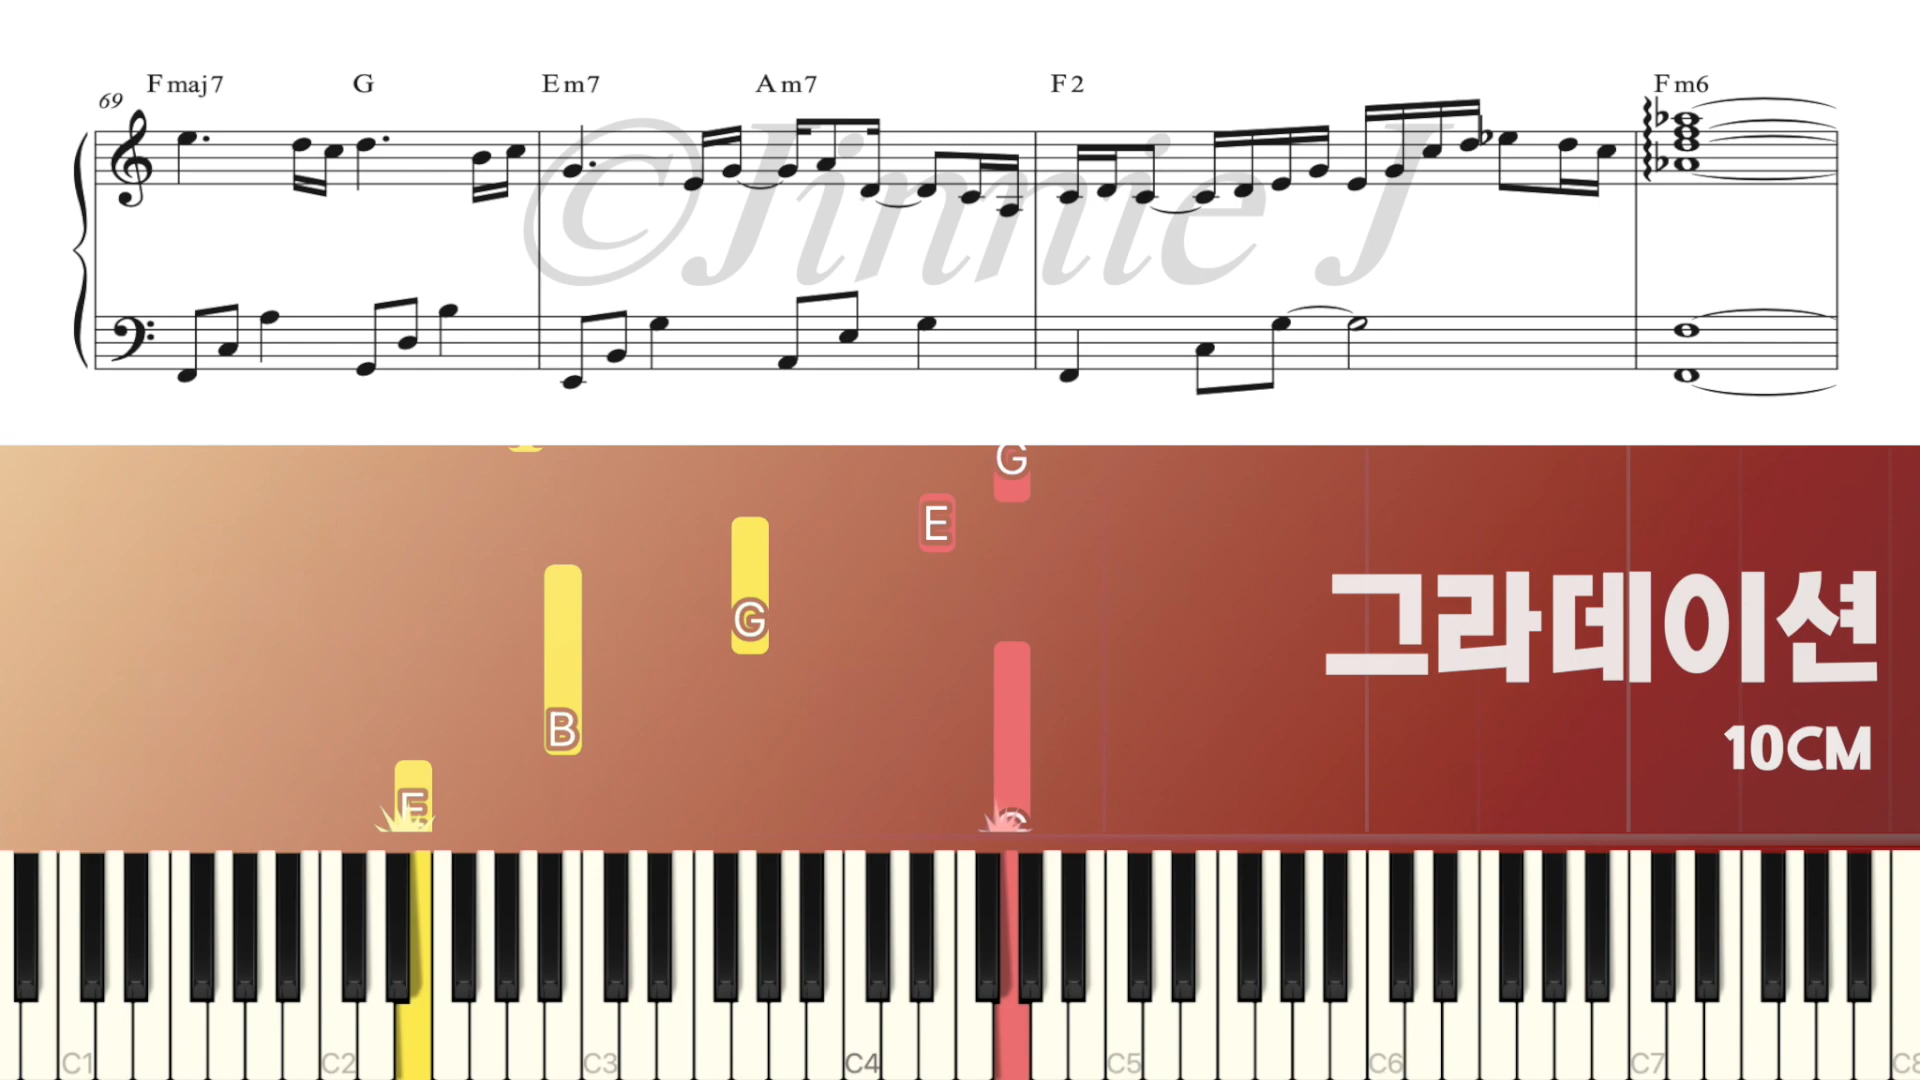 Fmaj7 G Em7 Am7 F2 Fm6
69
©Jinnie J
G
E
G
B
E
그라데이션
10CM
C1 C2 C3 C4 C5 C6 C7 C8